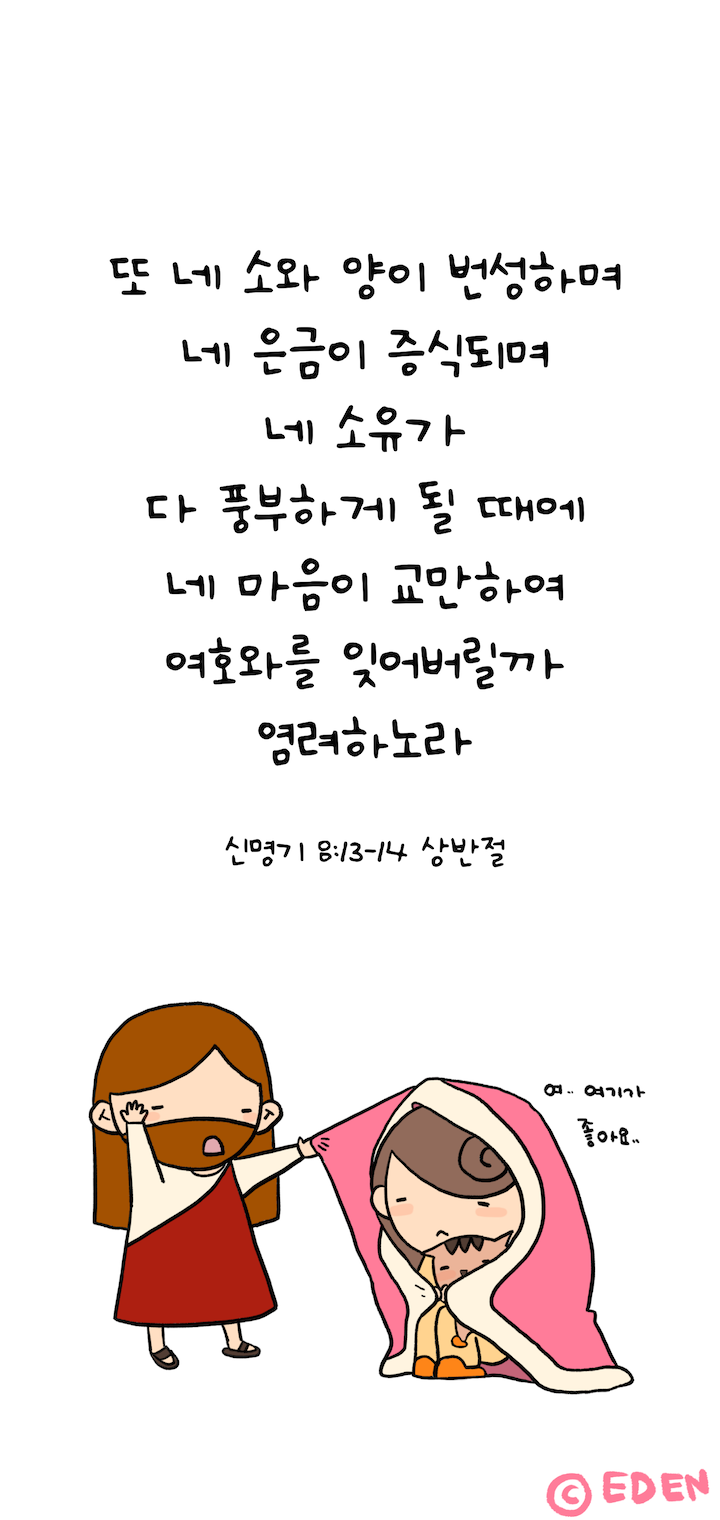 또 네 소와 양이 번성하며
네 은금이 증식되며
네 소유가
다 풍부하게 될 때에
네 마음이 교만하여
여호와를 잊어버릴까
염려하노라
신명기 8:13-14 상반절
여.. 여기가
좋아요..
© EDEN